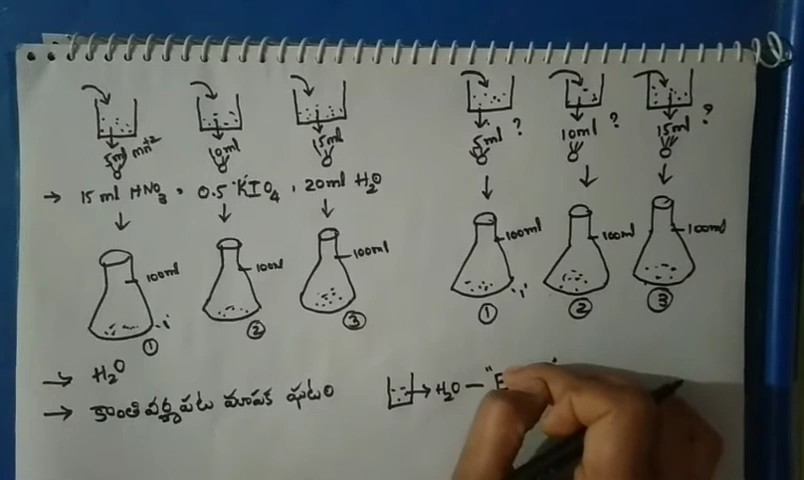 5ml Mn+2 10ml 15ml 5ml ? 10ml ? 15ml ?
→ 15 ml HNO3, 0.5 KIO4, 20ml H2O
100ml 100ml 100ml 100ml 100ml 100ml
1 2 3 1 2 3
→ H2O
→ H2O — "E
→ కాంతి వర్ణపటు మాపక ఘటం